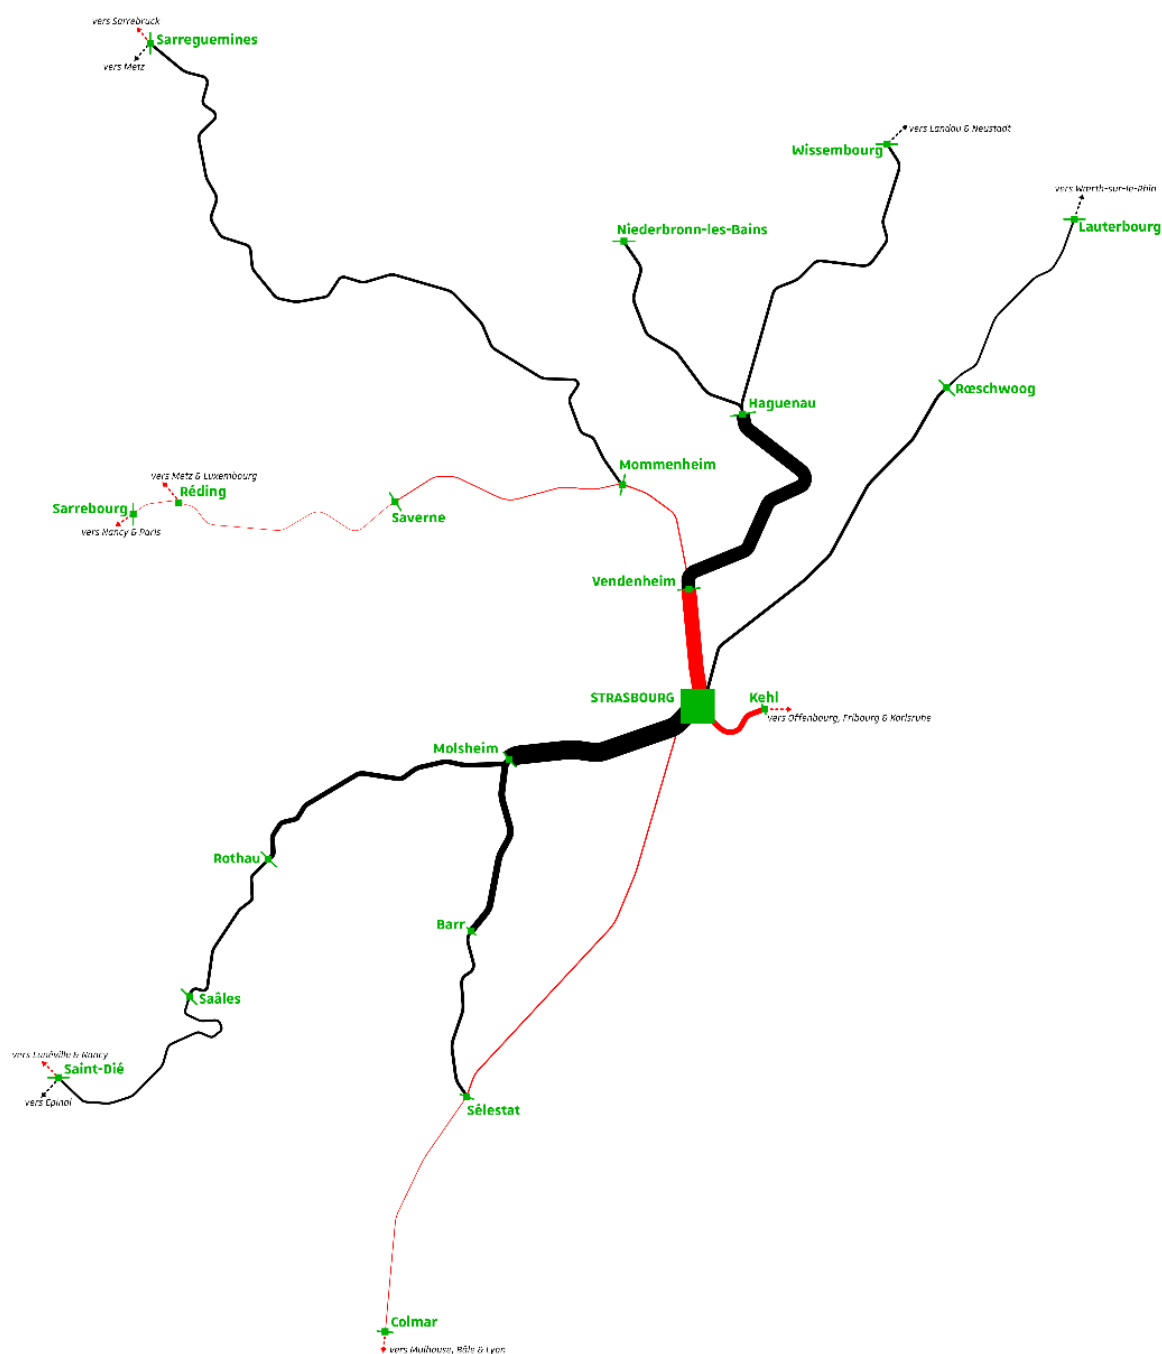 vers Sarrebruck
Sarreguemines
vers Metz
vers Landau & Neustadt
Wissembourg
vers Wœrth-sur-le-Rhin
Lauterbourg
Niederbronn-les-Bains
Rœschwoog
Haguenau
Mommenheim
vers Metz & Luxembourg
Réding
Sarrebourg
Saverne
vers Nancy & Paris
Vendenheim
STRASBOURG
Kehl
vers Offenbourg, Fribourg & Karlsruhe
Molsheim
Rothau
Barr
Saâles
vers Lunéville & Nancy
Saint-Dié
vers Epinal
Sélestat
Colmar
vers Mulhouse, Bâle & Lyon